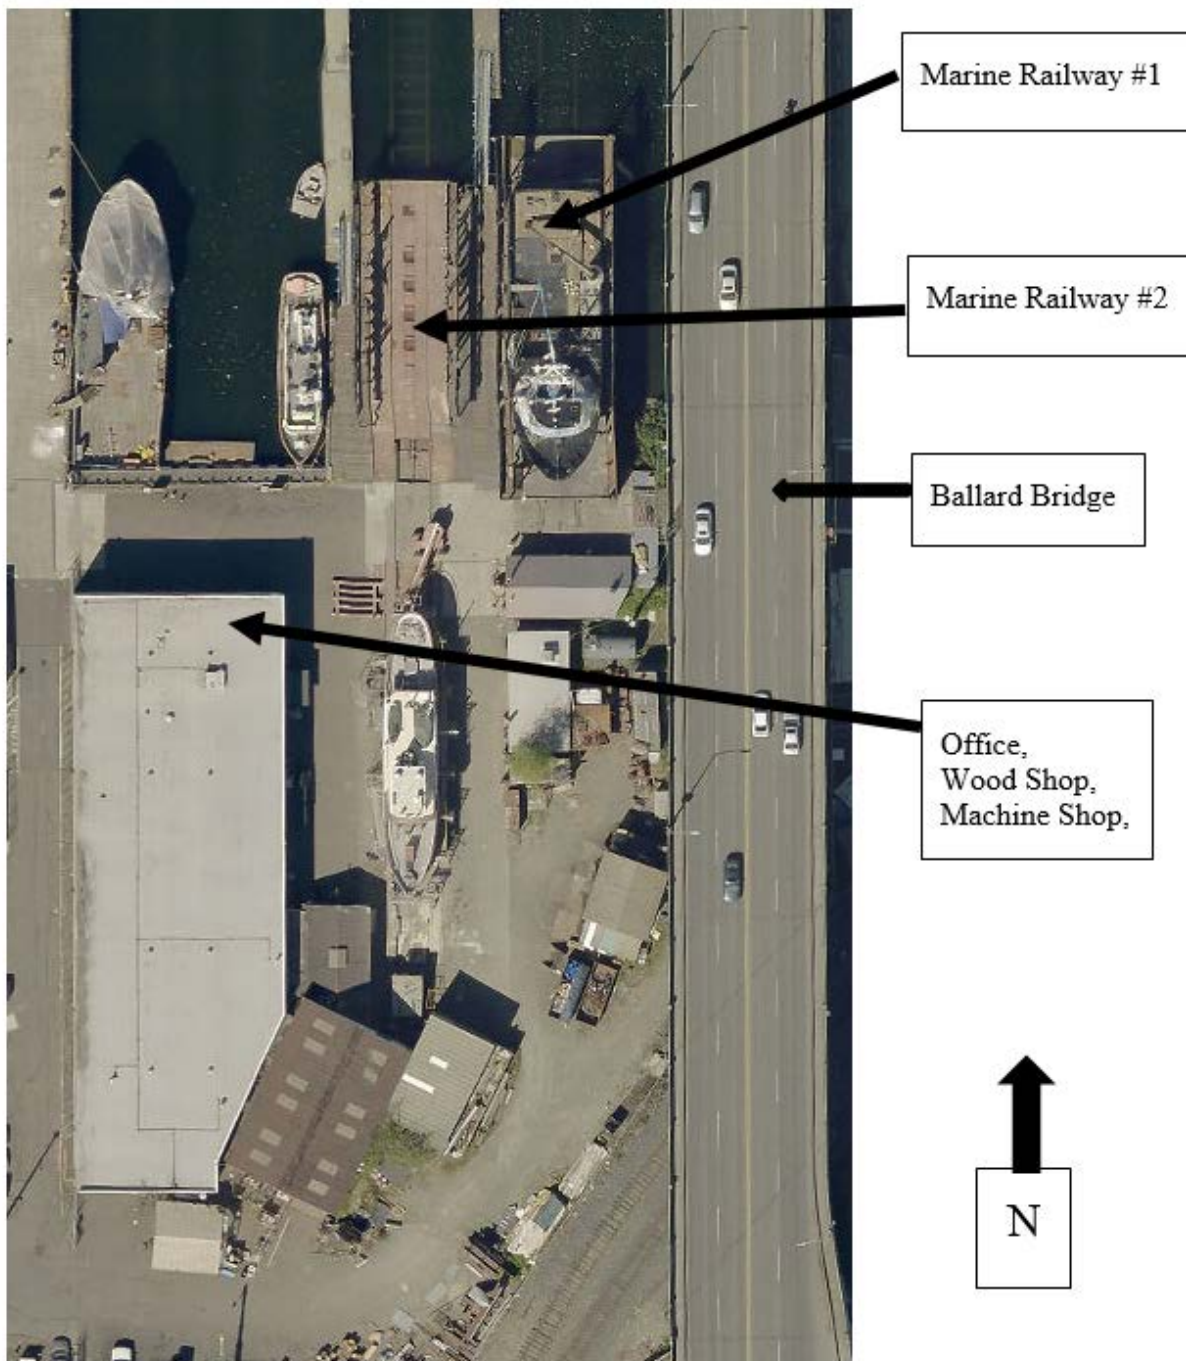 Marine Railway #1
Marine Railway #2
Ballard Bridge
Office,
Wood Shop,
Machine Shop,
N